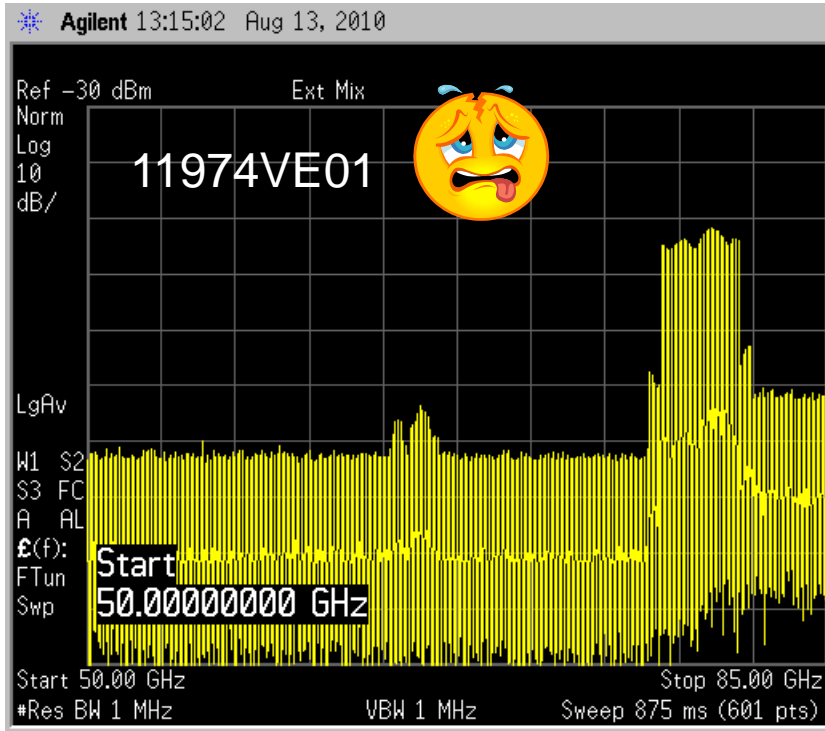 Agilent 13:15:02 Aug 13, 2010
Ref −30 dBm Ext Mix
Norm
Log
10
dB/
11974VE01
LgAv
W1 S2
S3 FC
A AL
£(f):
FTun
Swp
Start
50.00000000 GHz
Start 50.00 GHz Stop 85.00 GHz
#Res BW 1 MHz VBW 1 MHz Sweep 875 ms (601 pts)